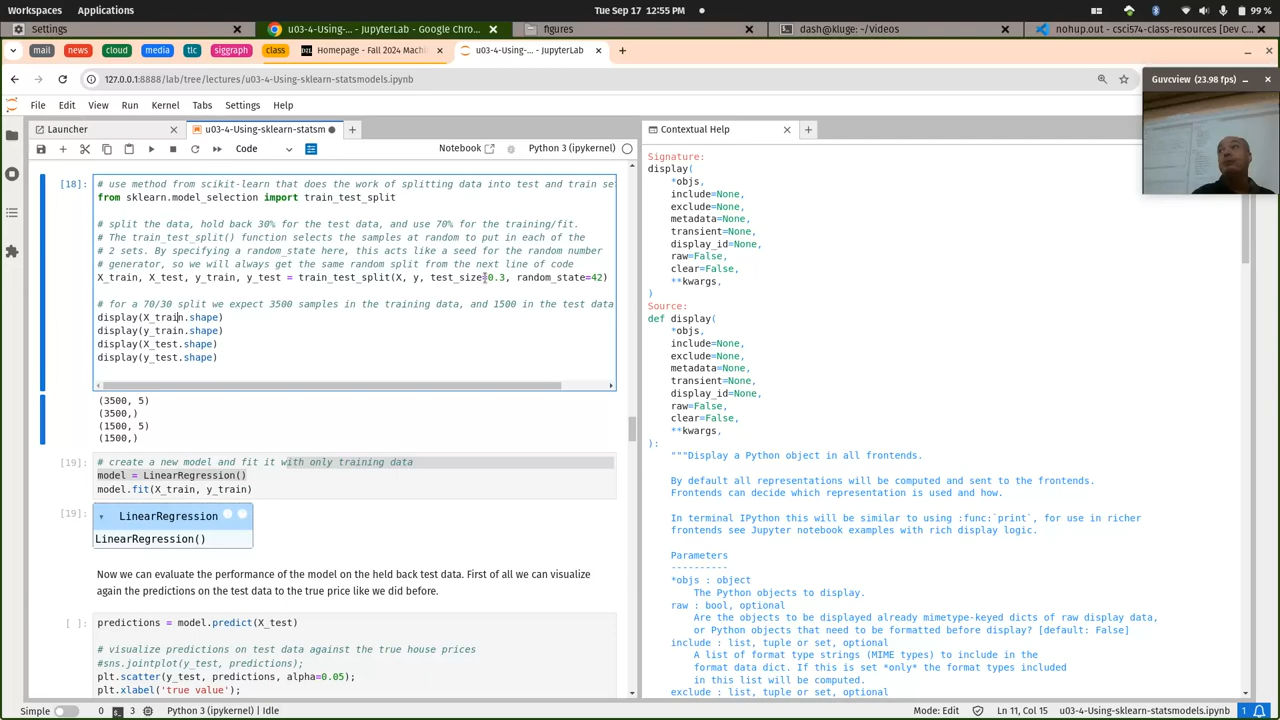 Workspaces Applications Tue Sep 17 12:55 PM 99 %
Settings u03-4-Using-... - JupyterLab - Google Chro... figures dash@kluge: ~/videos nohup.out - csci574-class-resources [Dev C...
mail news cloud media tlc siggraph class Homepage - Fall 2024 Machi u03-4-Using-... - JupyterLab
127.0.0.1:8888/lab/tree/lectures/u03-4-Using-sklearn-statsmodels.ipynb
Guvcview (23.98 fps)
File Edit View Run Kernel Tabs Settings Help
Launcher u03-4-Using-sklearn-statsm
Code Notebook Python 3 (ipykernel)
[18]: # use method from scikit-learn that does the work of splitting data into test and train se
from sklearn.model_selection import train_test_split
# split the data, hold back 30% for the test data, and use 70% for the training/fit.
# The train_test_split() function selects the samples at random to put in each of the
# 2 sets. By specifying a random_state here, this acts like a seed for the random number
# generator, so we will always get the same random split from the next line of code
X_train, X_test, y_train, y_test = train_test_split(X, y, test_size=0.3, random_state=42)
# for a 70/30 split we expect 3500 samples in the training data, and 1500 in the test data
display(X_train.shape)
display(y_train.shape)
display(X_test.shape)
display(y_test.shape)
(3500, 5)
(3500,)
(1500, 5)
(1500,)
[19]: # create a new model and fit it with only training data
model = LinearRegression()
model.fit(X_train, y_train)
[19]: LinearRegression
LinearRegression()
Now we can evaluate the performance of the model on the held back test data. First of all we can visualize
again the predictions on the test data to the true price like we did before.
[ ]: predictions = model.predict(X_test)
# visualize predictions on test data against the true house prices
#sns.jointplot(y_test, predictions);
plt.scatter(y_test, predictions, alpha=0.05);
plt.xlabel('true value');
Contextual Help
Signature:
display(
*objs,
include=None,
exclude=None,
metadata=None,
transient=None,
display_id=None,
raw=False,
clear=False,
**kwargs,
)
Source:
def display(
*objs,
include=None,
exclude=None,
metadata=None,
transient=None,
display_id=None,
raw=False,
clear=False,
**kwargs,
):
"""Display a Python object in all frontends.
By default all representations will be computed and sent to the frontends.
Frontends can decide which representation is used and how.
In terminal IPython this will be similar to using :func:`print`, for use in richer
frontends see Jupyter notebook examples with rich display logic.
Parameters
----------
*objs : object
The Python objects to display.
raw : bool, optional
Are the objects to be displayed already mimetype-keyed dicts of raw display data,
or Python objects that need to be formatted before display? [default: False]
include : list, tuple or set, optional
A list of format type strings (MIME types) to include in the
format data dict. If this is set *only* the format types included
in this list will be computed.
exclude : list, tuple or set, optional
Simple 0 3 Python 3 (ipykernel) | Idle Mode: Edit Ln 11, Col 15 u03-4-Using-sklearn-statsmodels.ipynb 1